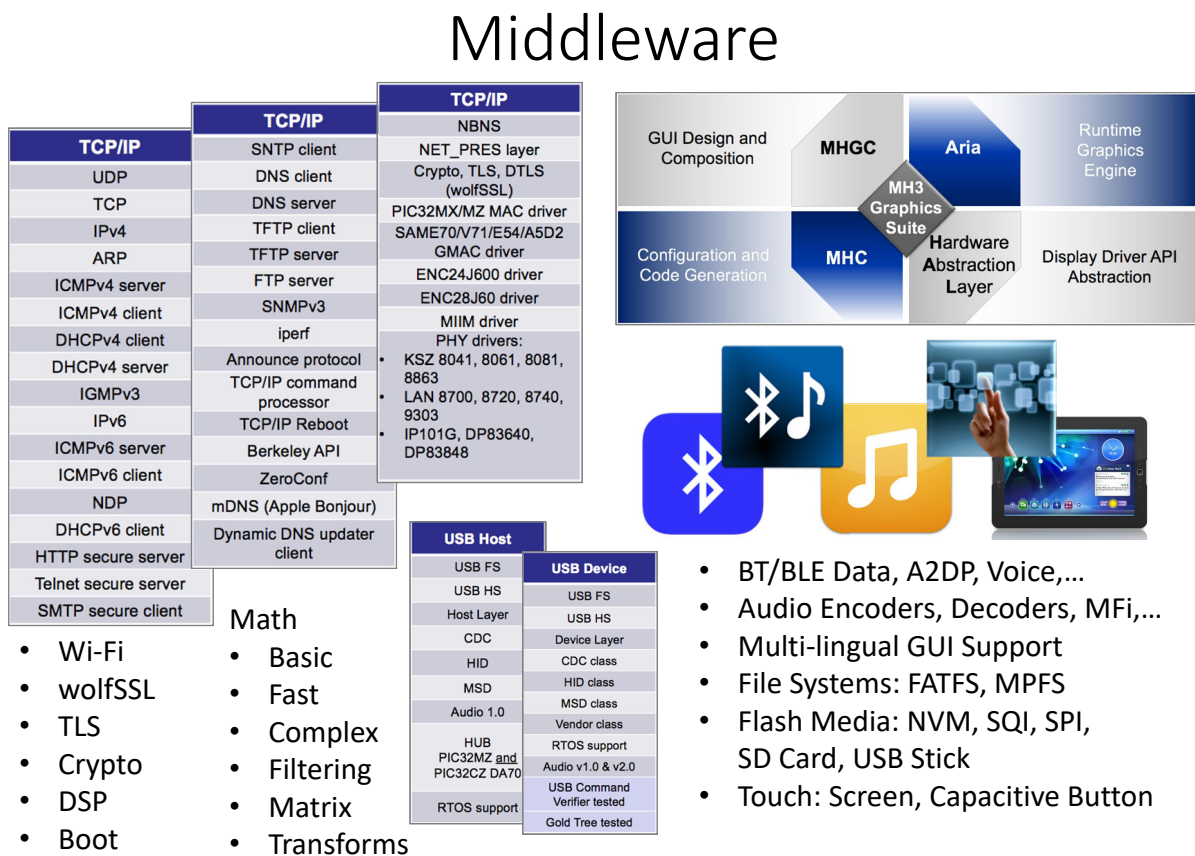 Middleware
TCP/IP
UDP
TCP
IPv4
ARP
ICMPv4 server
ICMPv4 client
DHCPv4 client
DHCPv4 server
IGMPv3
IPv6
ICMPv6 server
ICMPv6 client
NDP
DHCPv6 client
HTTP secure server
Telnet secure server
SMTP secure client
TCP/IP
SNTP client
DNS client
DNS server
TFTP client
TFTP server
FTP server
SNMPv3
iperf
Announce protocol
TCP/IP command
processor
TCP/IP Reboot
Berkeley API
ZeroConf
mDNS (Apple Bonjour)
Dynamic DNS updater
client
TCP/IP
NBNS
NET_PRES layer
Crypto, TLS, DTLS
(wolfSSL)
PIC32MX/MZ MAC driver
SAME70/V71/E54/A5D2
GMAC driver
ENC24J600 driver
ENC28J60 driver
MIIM driver
PHY drivers:
• KSZ 8041, 8061, 8081,
8863
• LAN 8700, 8720, 8740,
9303
• IP101G, DP83640,
DP83848
GUI Design and
Composition
MHGC
Aria
Runtime
Graphics
Engine
MH3
Graphics
Suite
Configuration and
Code Generation
MHC
Hardware
Abstraction
Layer
Display Driver API
Abstraction
USB Host
USB FS
USB HS
Host Layer
CDC
HID
MSD
Audio 1.0
HUB
PIC32MZ and
PIC32CZ DA70
RTOS support
USB Device
USB FS
USB HS
Device Layer
CDC class
HID class
MSD class
Vendor class
RTOS support
Audio v1.0 & v2.0
USB Command
Verifier tested
Gold Tree tested
• Wi-Fi
• wolfSSL
• TLS
• Crypto
• DSP
• Boot
Math
• Basic
• Fast
• Complex
• Filtering
• Matrix
• Transforms
• BT/BLE Data, A2DP, Voice,...
• Audio Encoders, Decoders, MFi,...
• Multi-lingual GUI Support
• File Systems: FATFS, MPFS
• Flash Media: NVM, SQI, SPI,
SD Card, USB Stick
• Touch: Screen, Capacitive Button